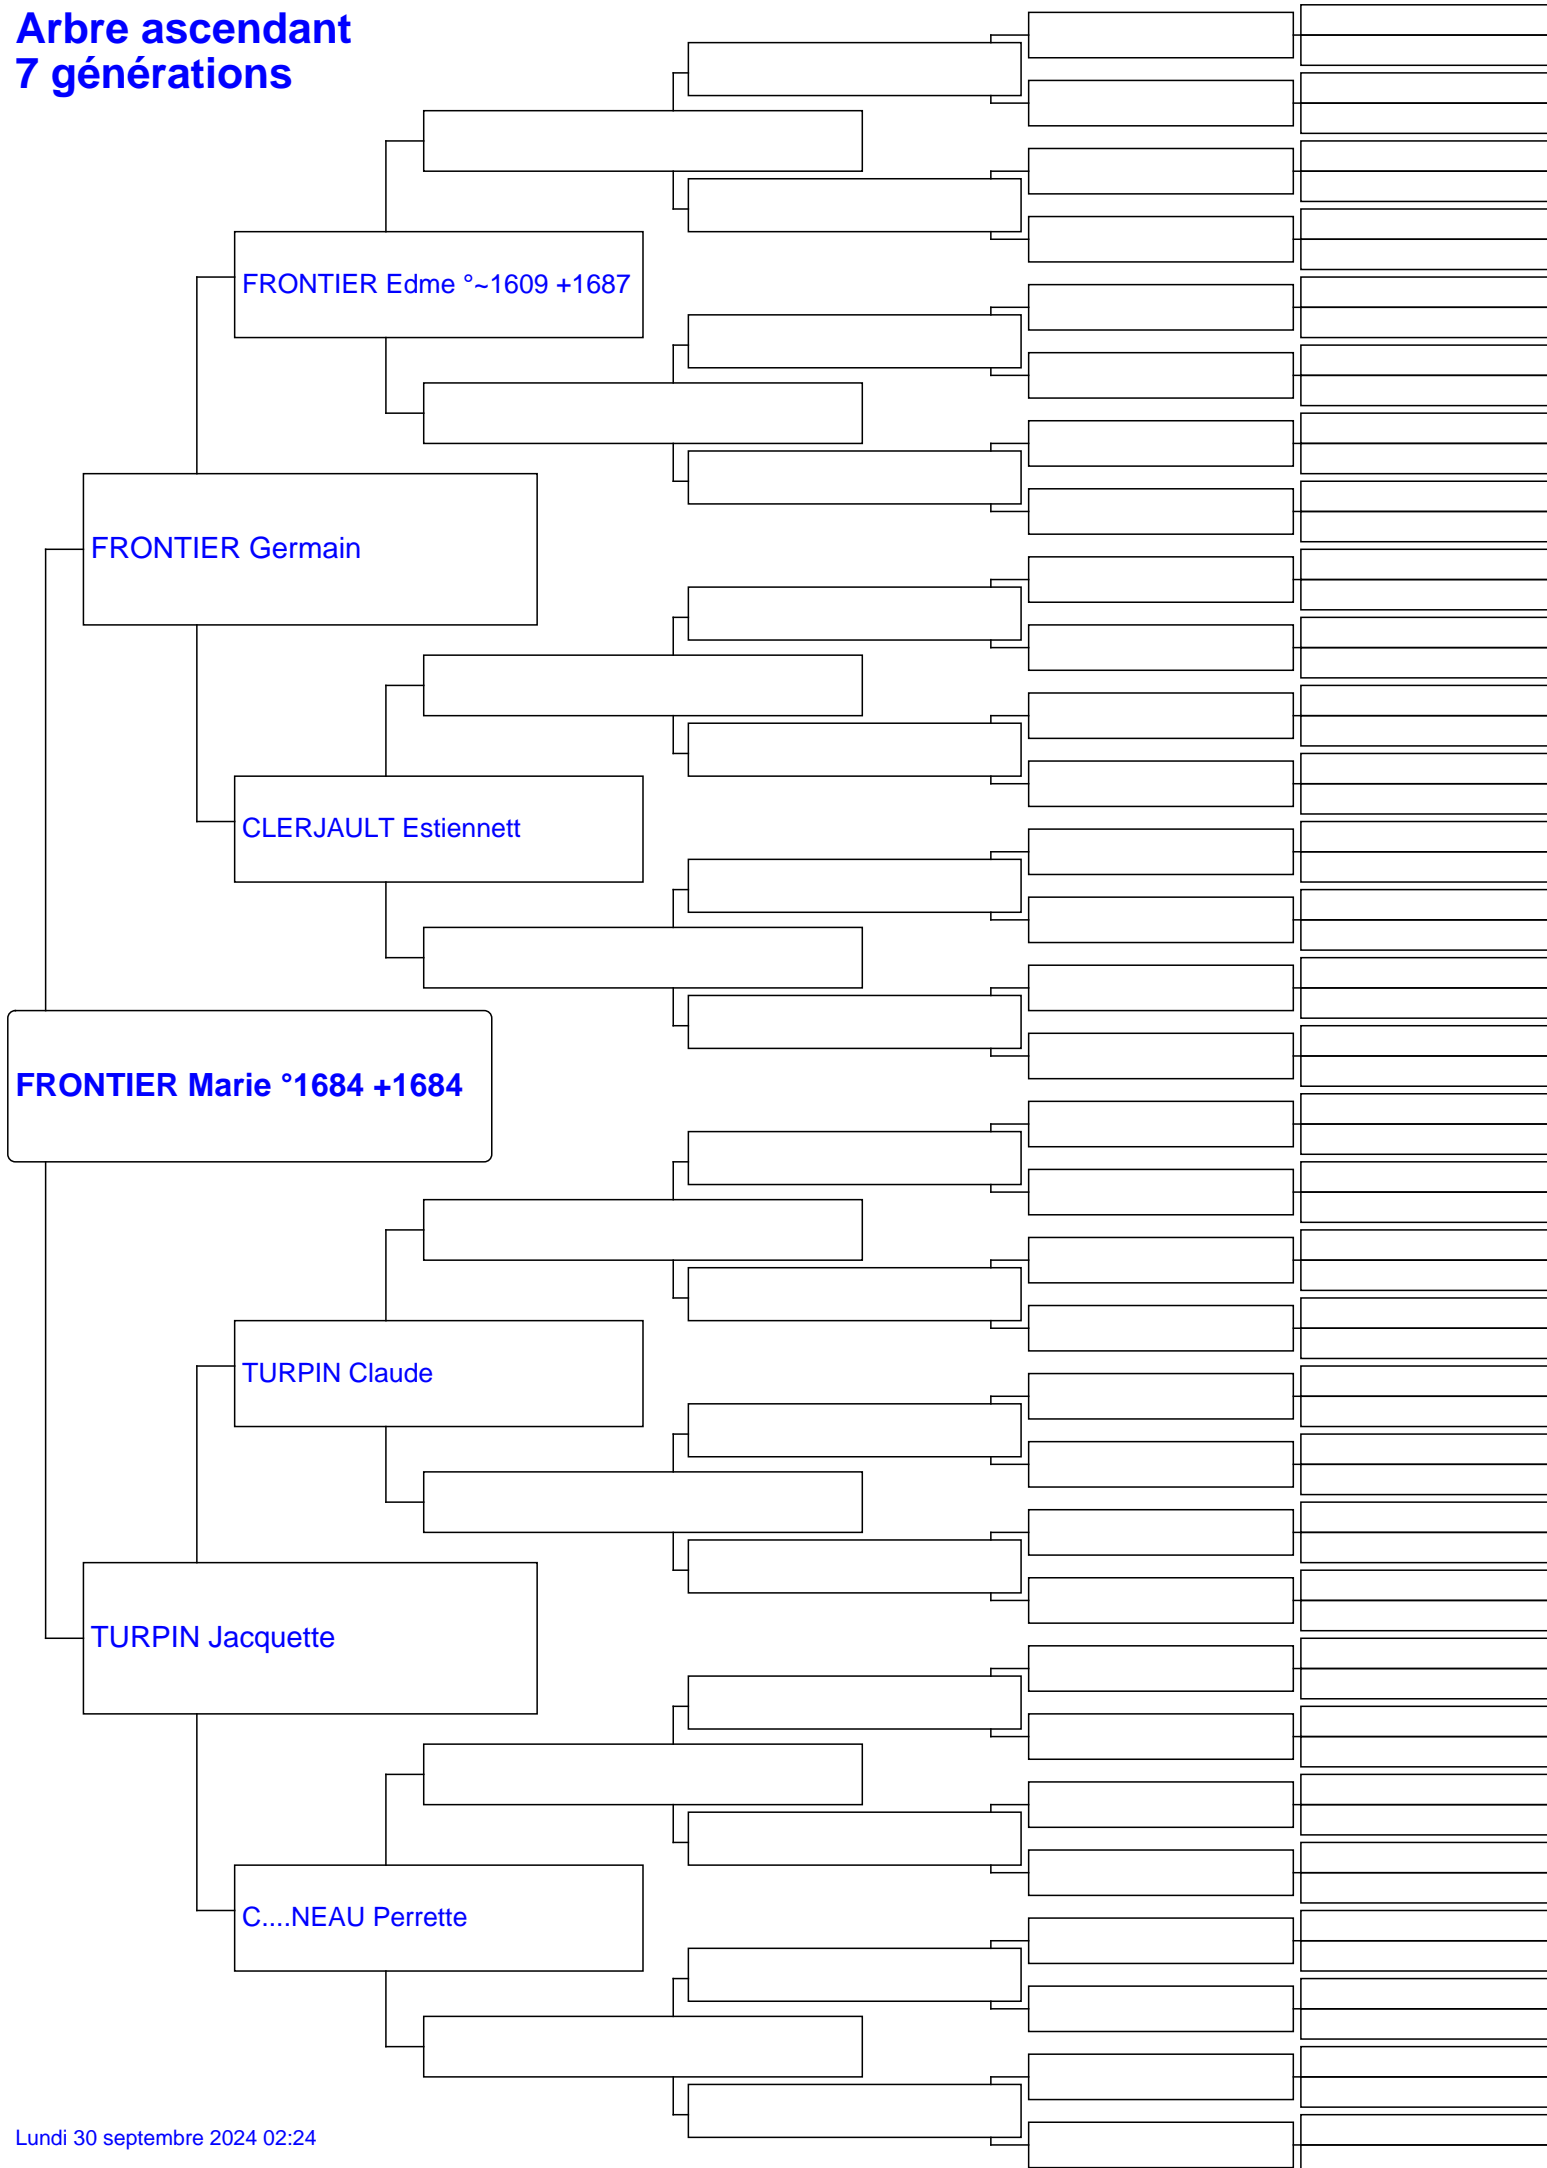 Arbre ascendant
7 générations
FRONTIER Edme °~1609 +1687
FRONTIER Germain
CLERJAULT Estiennett
FRONTIER Marie °1684 +1684
TURPIN Claude
TURPIN Jacquette
C....NEAU Perrette
Lundi 30 septembre 2024 02:24